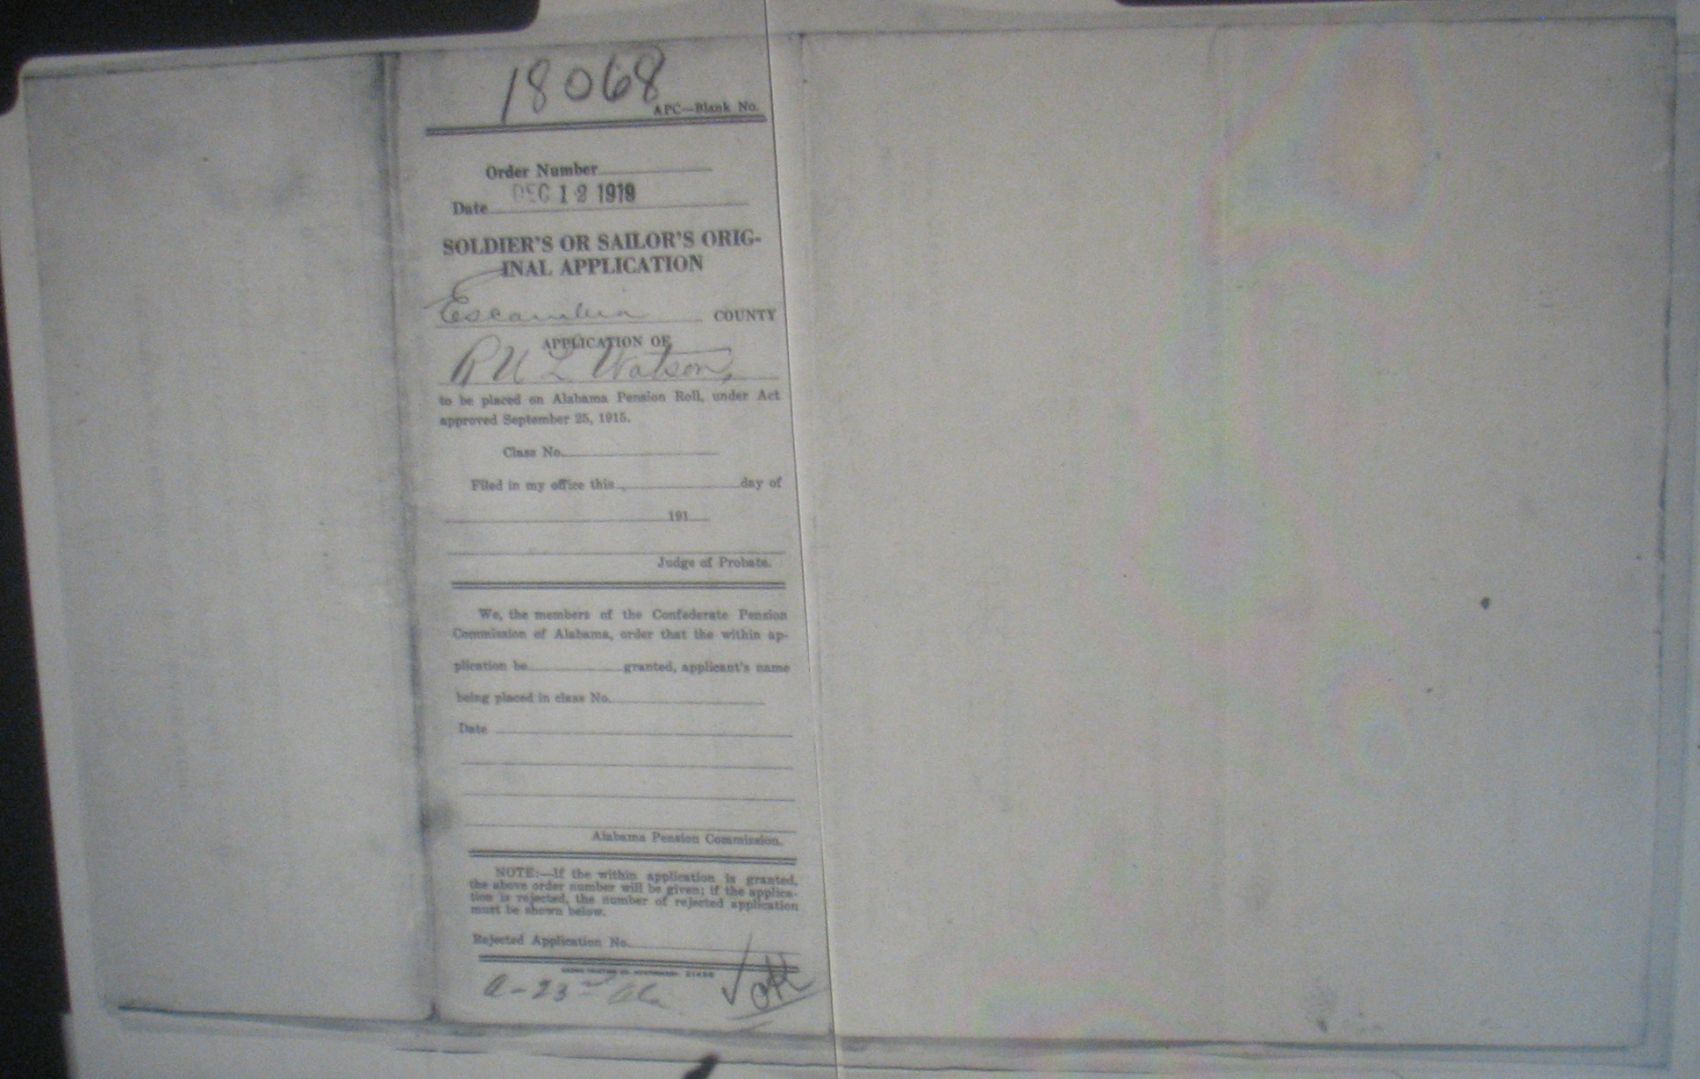 18068
APC—Blank No.
Order Number
DEC 12 1919
Date
SOLDIER'S OR SAILOR'S ORIG-
INAL APPLICATION
Escambia COUNTY
APPLICATION OF
R U L Watson,
to be placed on Alabama Pension Roll, under Act
approved September 25, 1915.
Class No.
Filed in my office this day of
191
Judge of Probate.
We, the members of the Confederate Pension
Commission of Alabama, order that the within ap-
plication be granted, applicant's name
being placed in class No.
Date
Alabama Pension Commission.
NOTE:—If the within application is granted,
the above order number will be given; if the applica-
tion is rejected, the number of rejected application
must be shown below.
Rejected Application No.
A-23rd Ala
OK